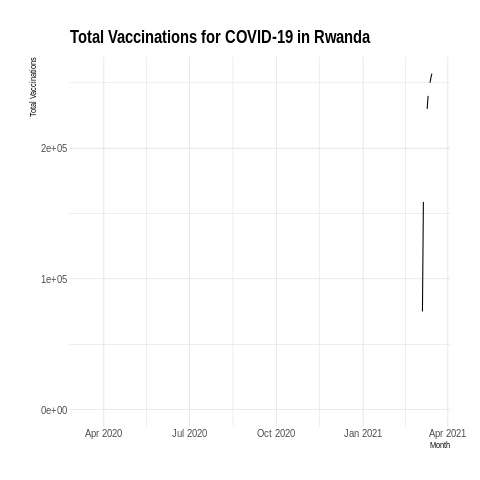 Total Vaccinations for COVID-19 in Rwanda
Total Vaccinations
2e+05
1e+05
0e+00
Apr 2020 Jul 2020 Oct 2020 Jan 2021 Apr 2021
Month